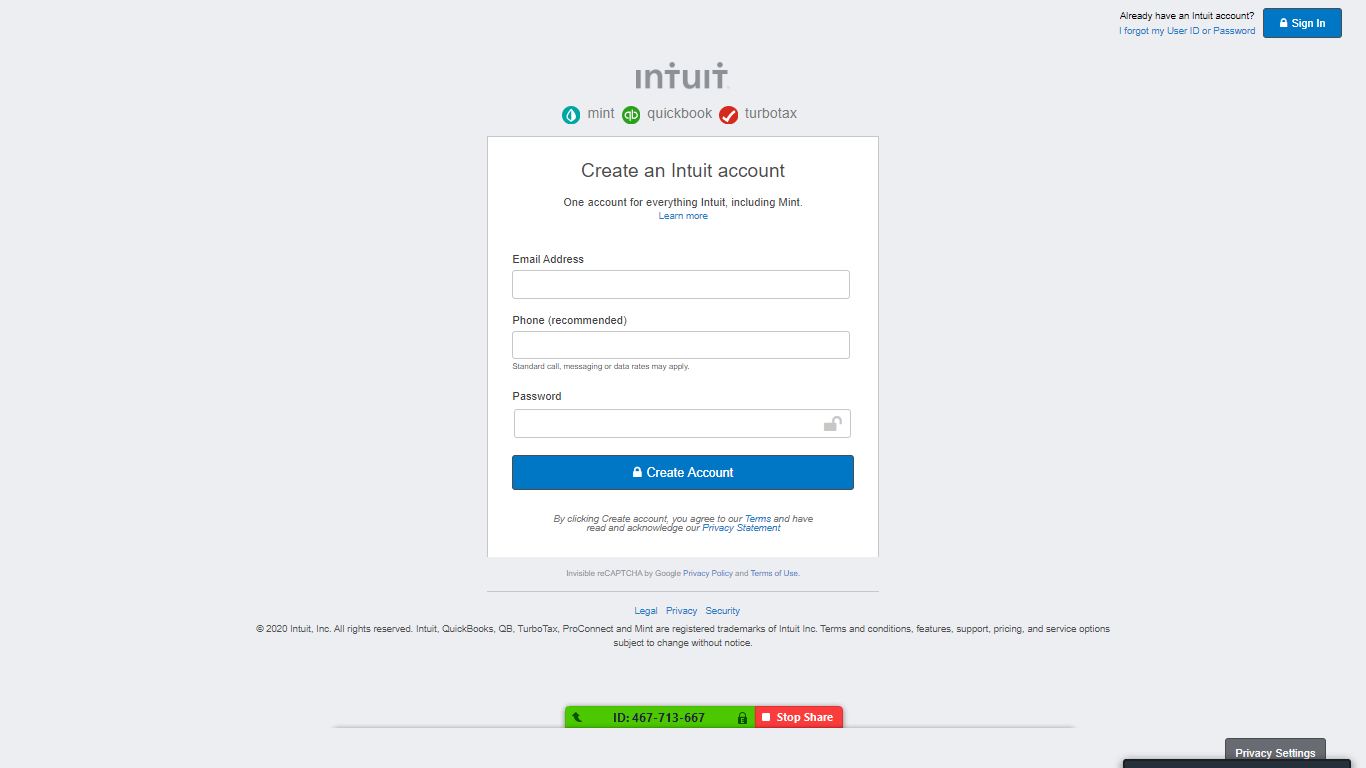 Already have an Intuit account?
I forgot my User ID or Password
Sign In
ıntuıt.
mint quickbook turbotax
Create an Intuit account
One account for everything Intuit, including Mint.
Learn more
Email Address
Phone (recommended)
Standard call, messaging or data rates may apply.
Password
Create Account
By clicking Create account, you agree to our Terms and have
read and acknowledge our Privacy Statement
Invisible reCAPTCHA by Google Privacy Policy and Terms of Use.
Legal Privacy Security
© 2020 Intuit, Inc. All rights reserved. Intuit, QuickBooks, QB, TurboTax, ProConnect and Mint are registered trademarks of Intuit Inc. Terms and conditions, features, support, pricing, and service options
subject to change without notice.
ID: 467-713-667
Stop Share
Privacy Settings